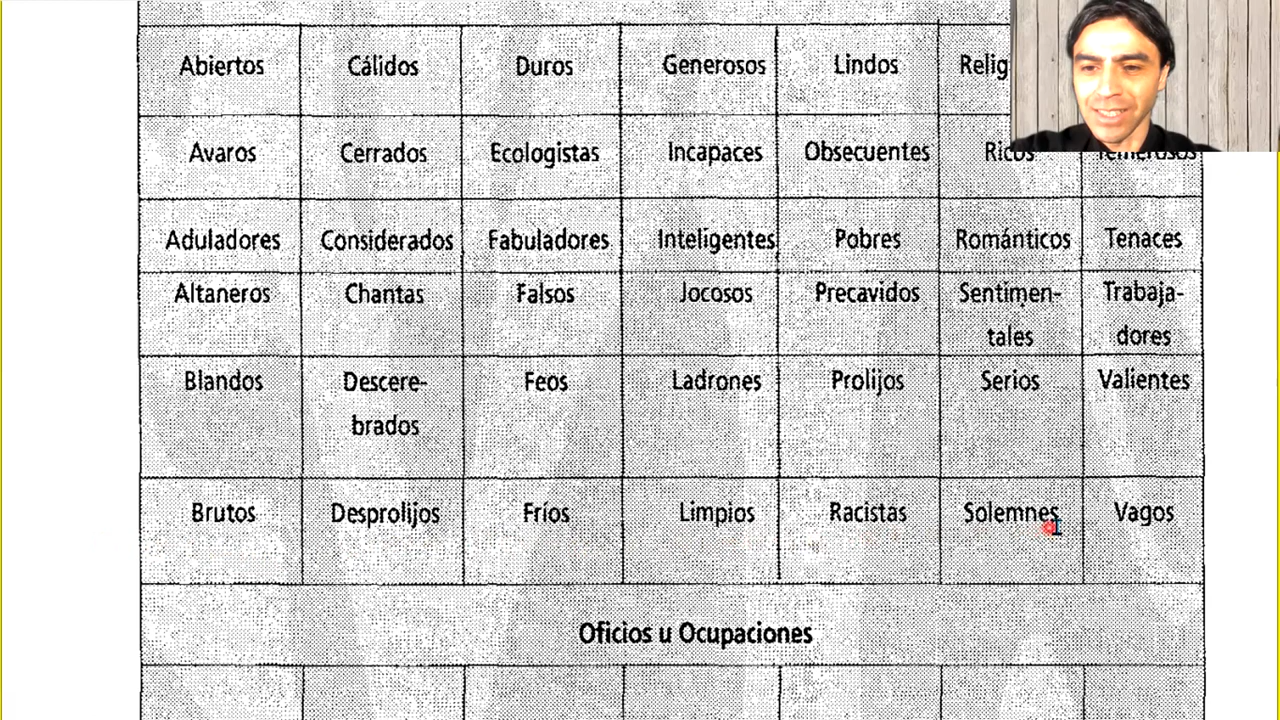 Abiertos Cálidos Duros Generosos Lindos
Avaros Cerrados Ecologistas Incapaces Obsecuentes Ricos Temerosos
Aduladores Considerados Fabuladores Inteligentes Pobres Románticos Tenaces
Altaneros Chantas Falsos Jocosos Precavidos Sentimen- Trabaja-
tales dores
Blandos Descere- Feos Ladrones Prolijos Serios Valientes
brados
Brutos Desprolijos Fríos Limpios Racistas Solemnes Vagos
Oficios u Ocupaciones